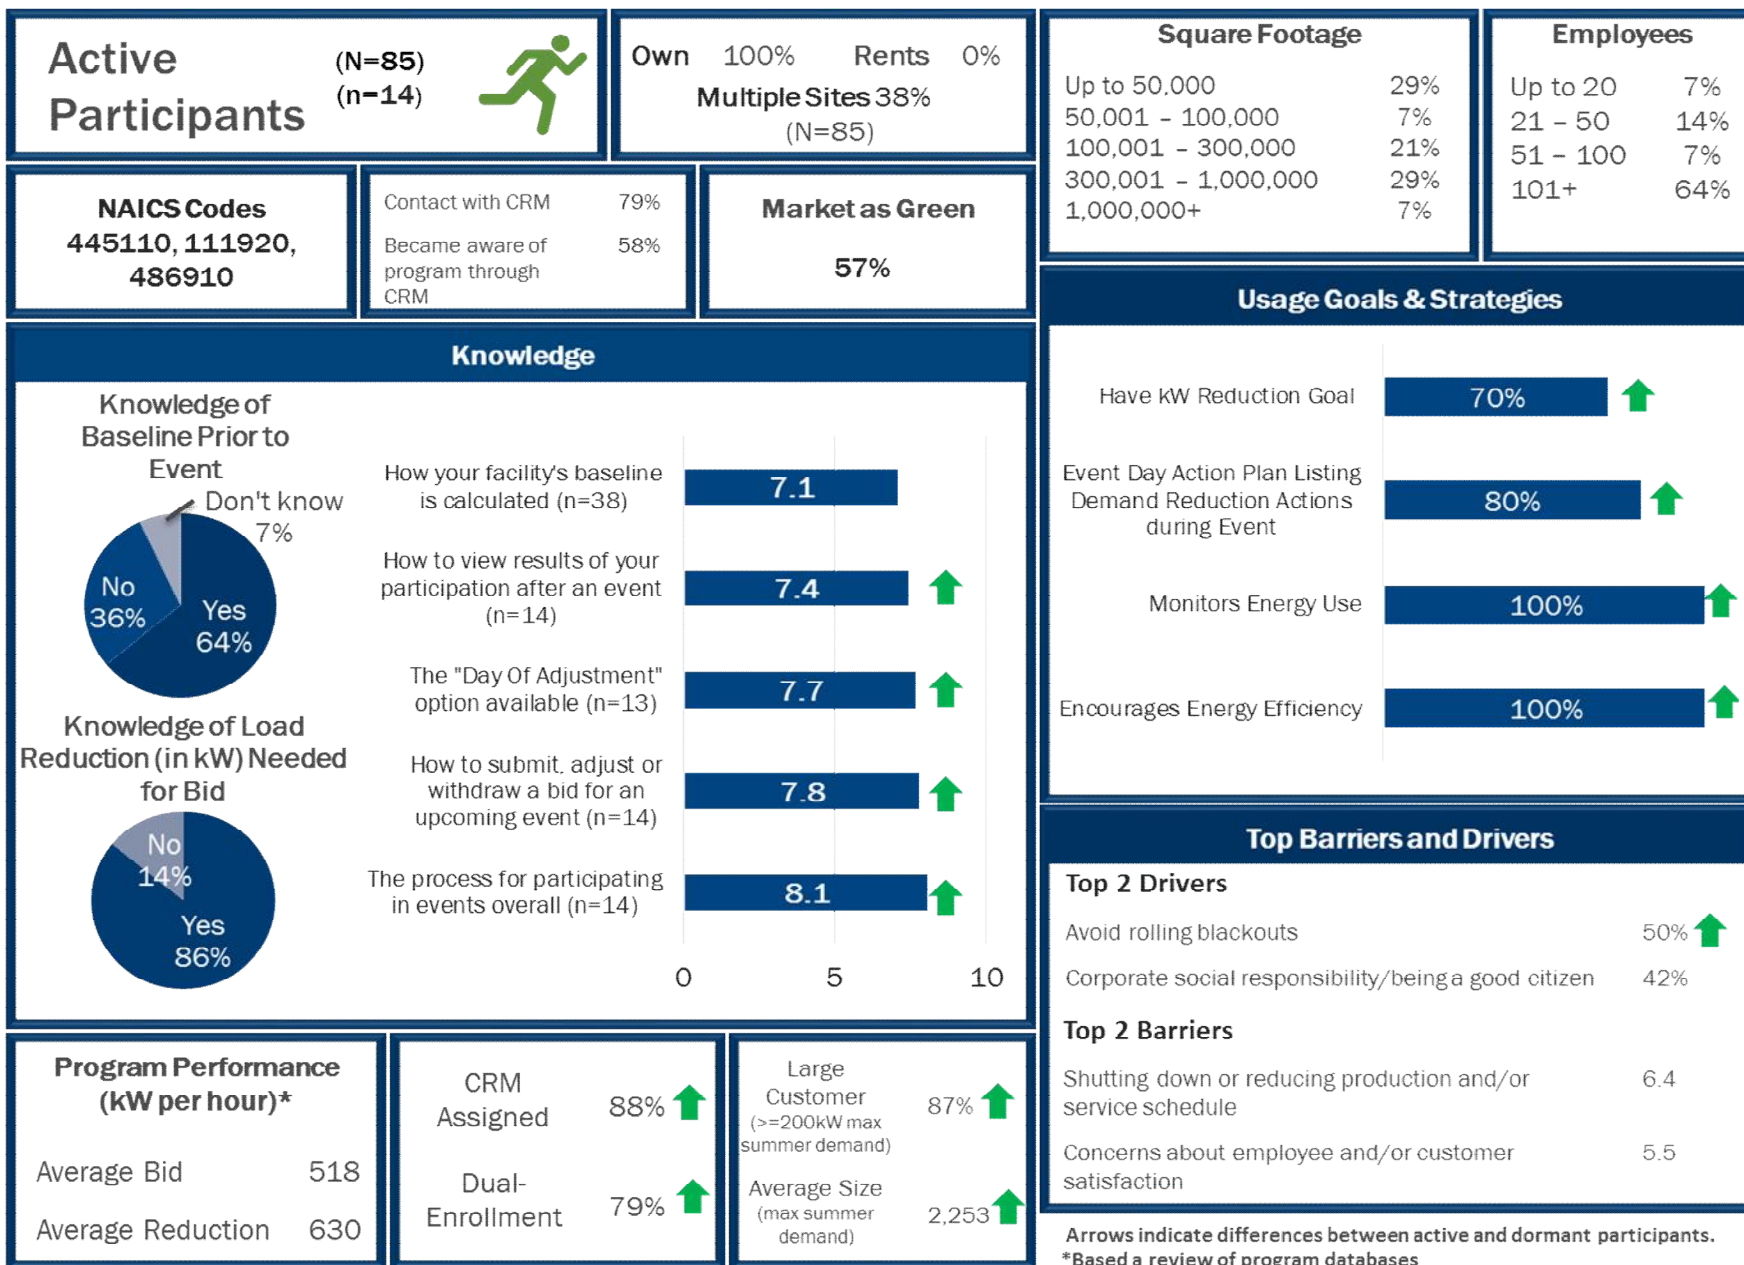 Active
Participants
(N=85)
(n=14)
Own 100% Rents 0%
Multiple Sites 38%
(N=85)
Square Footage
Up to 50,000 29%
50,001 – 100,000 7%
100,001 – 300,000 21%
300,001 – 1,000,000 29%
1,000,000+ 7%
Employees
Up to 20 7%
21 – 50 14%
51 – 100 7%
101+ 64%
NAICS Codes
445110, 111920,
486910
Contact with CRM 79%
Became aware of 58%
program through
CRM
Market as Green
57%
Knowledge
Knowledge of
Baseline Prior to
Event
Don't know
7%
No
36%
Yes
64%
Knowledge of Load
Reduction (in kW) Needed
for Bid
No
14%
Yes
86%
How your facility's baseline
is calculated (n=38)
7.1
How to view results of your
participation after an event
(n=14)
7.4
The "Day Of Adjustment"
option available (n=13)
7.7
How to submit, adjust or
withdraw a bid for an
upcoming event (n=14)
7.8
The process for participating
in events overall (n=14)
8.1
0 5 10
Usage Goals & Strategies
Have kW Reduction Goal
70%
Event Day Action Plan Listing
Demand Reduction Actions
during Event
80%
Monitors Energy Use
100%
Encourages Energy Efficiency
100%
Top Barriers and Drivers
Top 2 Drivers
Avoid rolling blackouts 50%
Corporate social responsibility/being a good citizen 42%
Top 2 Barriers
Shutting down or reducing production and/or 6.4
service schedule
Concerns about employee and/or customer 5.5
satisfaction
Program Performance
(kW per hour)*
Average Bid 518
Average Reduction 630
CRM
Assigned
88%
Dual-
Enrollment
79%
Large
Customer
(>=200kW max
summer demand)
87%
Average Size
(max summer
demand)
2,253
Arrows indicate differences between active and dormant participants.
*Based a review of program databases